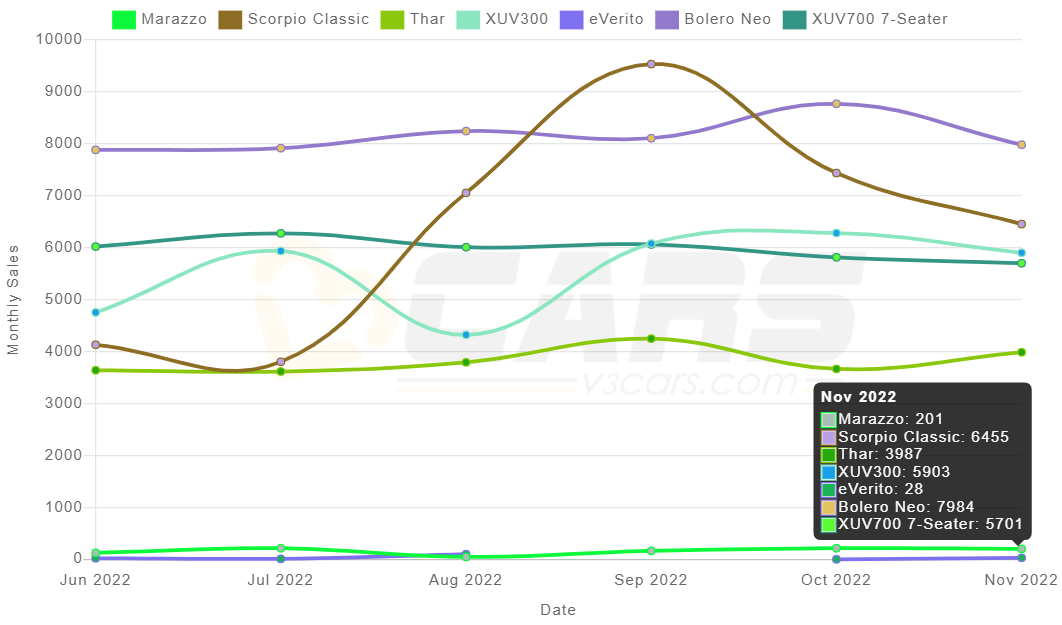 Marazzo Scorpio Classic Thar XUV300 eVerito Bolero Neo XUV700 7-Seater
10000
9000
8000
7000
6000
5000
4000
3000
2000
1000
0
Monthly Sales
CARS
v3cars.com
Nov 2022
Marazzo: 201
Scorpio Classic: 6455
Thar: 3987
XUV300: 5903
eVerito: 28
Bolero Neo: 7984
XUV700 7-Seater: 5701
Jun 2022 Jul 2022 Aug 2022 Sep 2022 Oct 2022 Nov 2022
Date